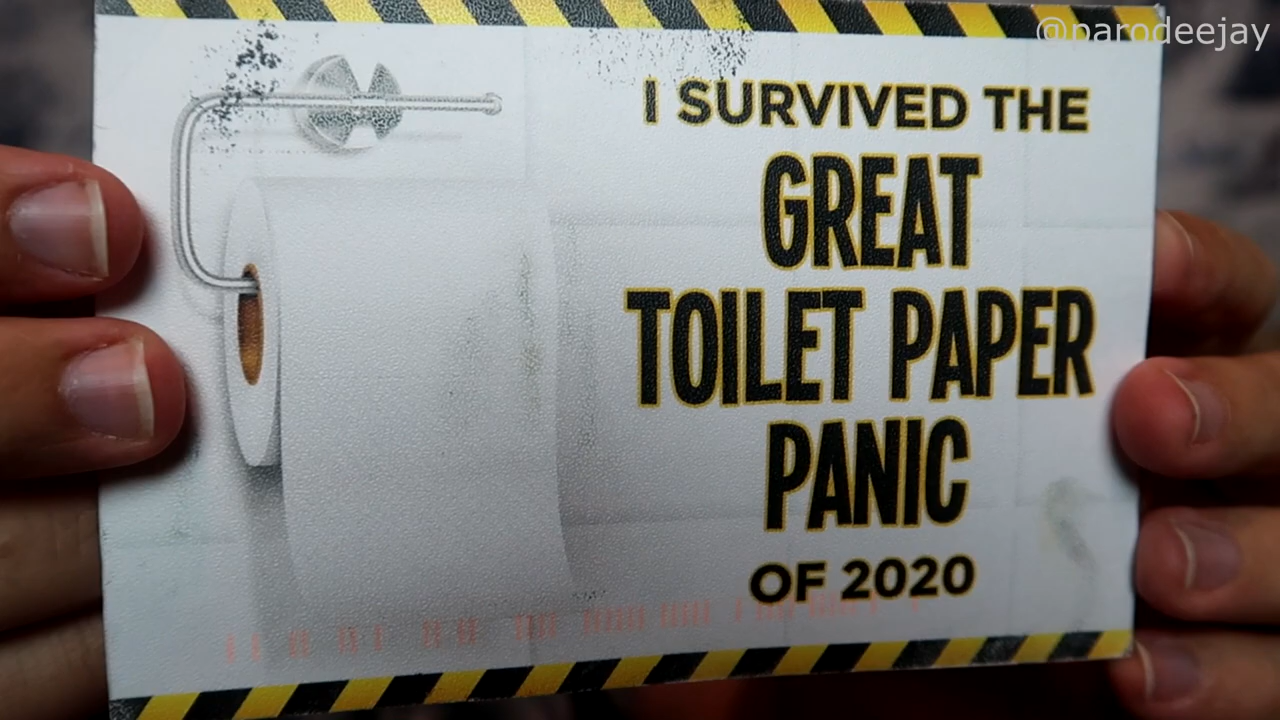 @parodeejay
I SURVIVED THE
GREAT
TOILET PAPER
PANIC
OF 2020